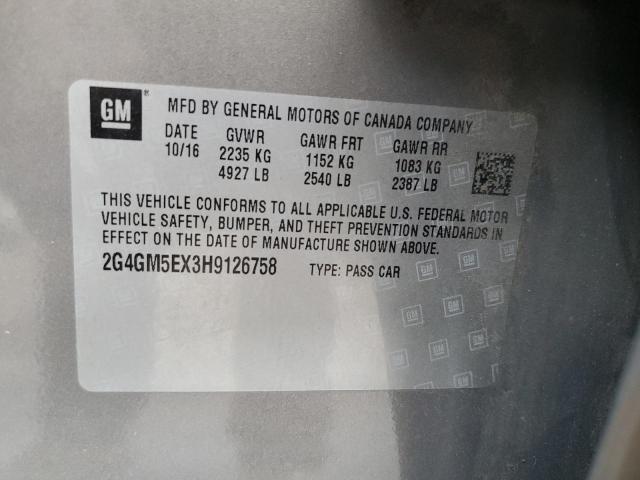 GM ®
MFD BY GENERAL MOTORS OF CANADA COMPANY
DATE GVWR GAWR FRT GAWR RR
10/16 2235 KG 1152 KG 1083 KG
4927 LB 2540 LB 2387 LB
THIS VEHICLE CONFORMS TO ALL APPLICABLE U.S. FEDERAL MOTOR
VEHICLE SAFETY, BUMPER, AND THEFT PREVENTION STANDARDS IN
EFFECT ON THE DATE OF MANUFACTURE SHOWN ABOVE.
2G4GM5EX3H9126758 TYPE: PASS CAR